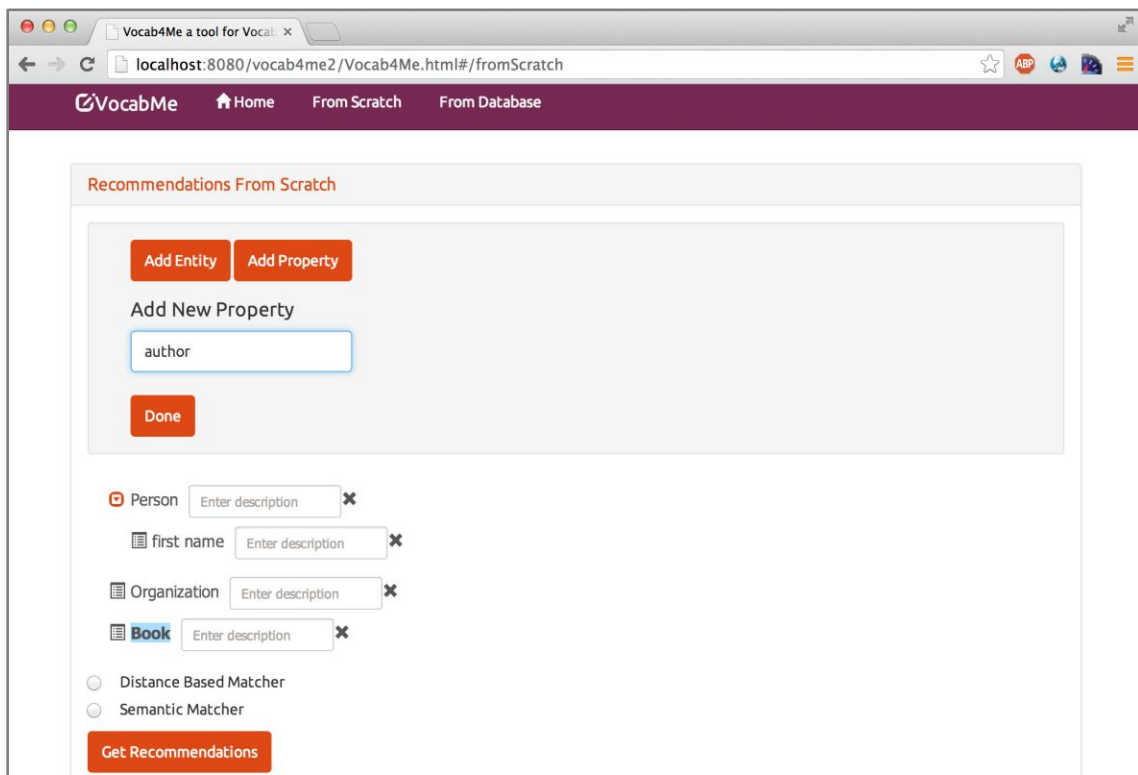 Vocab4Me a tool for Vocab
localhost:8080/vocab4me2/Vocab4Me.html#/fromScratch
ABP
VocabMe Home From Scratch From Database
Recommendations From Scratch
Add Entity Add Property
Add New Property
author
Done
Person Enter description
first name Enter description
Organization Enter description
Book Enter description
Distance Based Matcher
Semantic Matcher
Get Recommendations